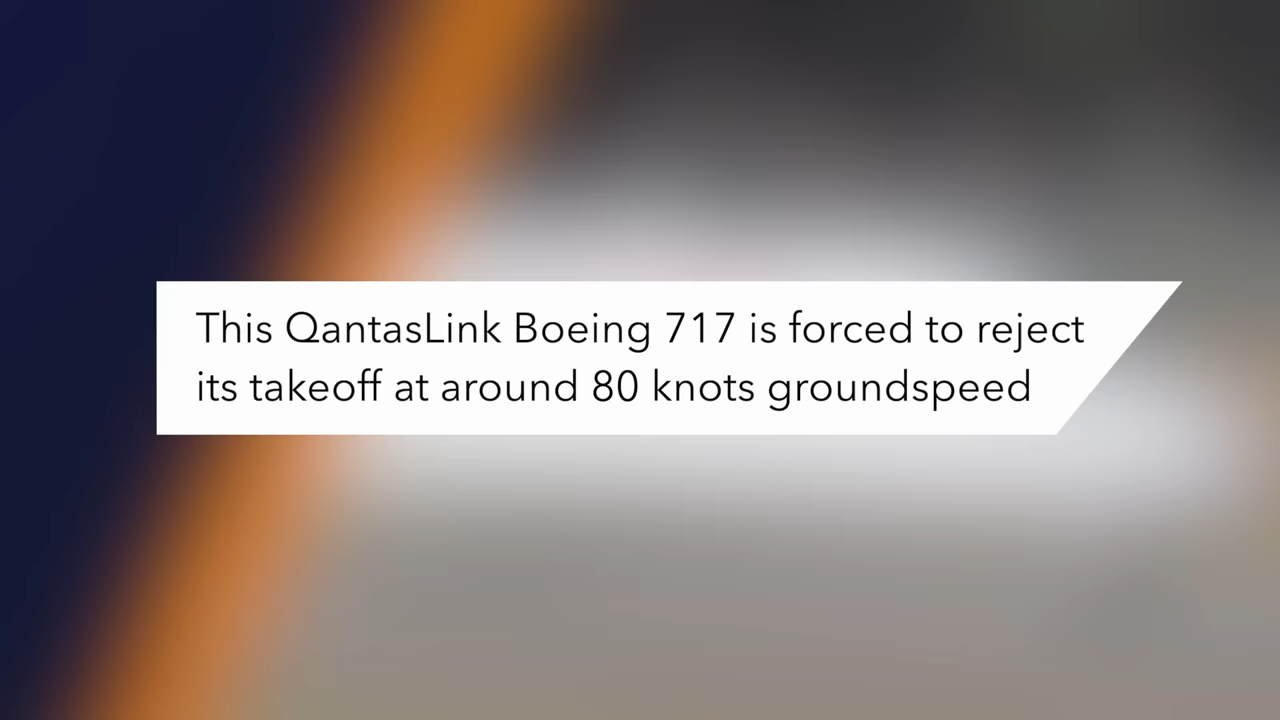 This QantasLink Boeing 717 is forced to reject
its takeoff at around 80 knots groundspeed